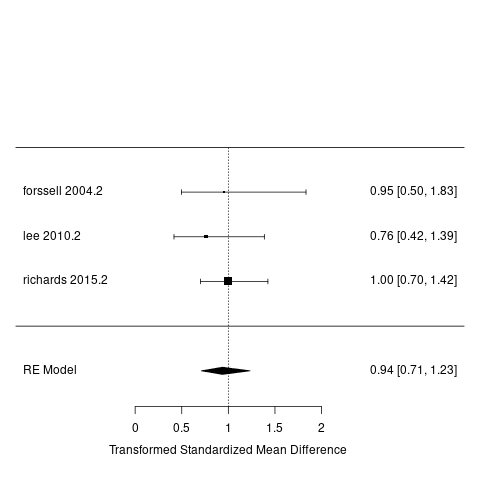 forssell 2004.2 0.95 [0.50, 1.83]
lee 2010.2 0.76 [0.42, 1.39]
richards 2015.2 1.00 [0.70, 1.42]
RE Model 0.94 [0.71, 1.23]
0 0.5 1 1.5 2
Transformed Standardized Mean Difference